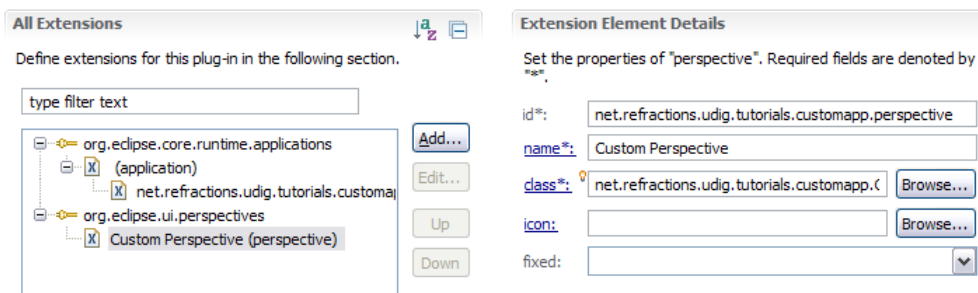 All Extensions
Define extensions for this plug-in in the following section.
type filter text
org.eclipse.core.runtime.applications
(application)
net.refractions.udig.tutorials.customap
org.eclipse.ui.perspectives
Custom Perspective (perspective)
Add...
Edit...
Up
Down
Extension Element Details
Set the properties of "perspective". Required fields are denoted by
"*".
id*: net.refractions.udig.tutorials.customapp.perspective
name*: Custom Perspective
class*: net.refractions.udig.tutorials.customapp.C Browse...
icon: Browse...
fixed: